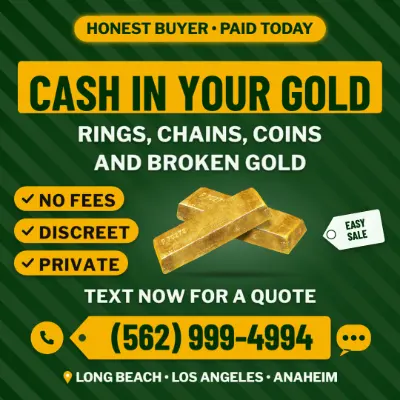 HONEST BUYER • PAID TODAY
CASH IN YOUR GOLD
RINGS, CHAINS, COINS
AND BROKEN GOLD
NO FEES
DISCREET
PRIVATE
EASY
SALE
TEXT NOW FOR A QUOTE
(562) 999-4994
LONG BEACH • LOS ANGELES • ANAHEIM